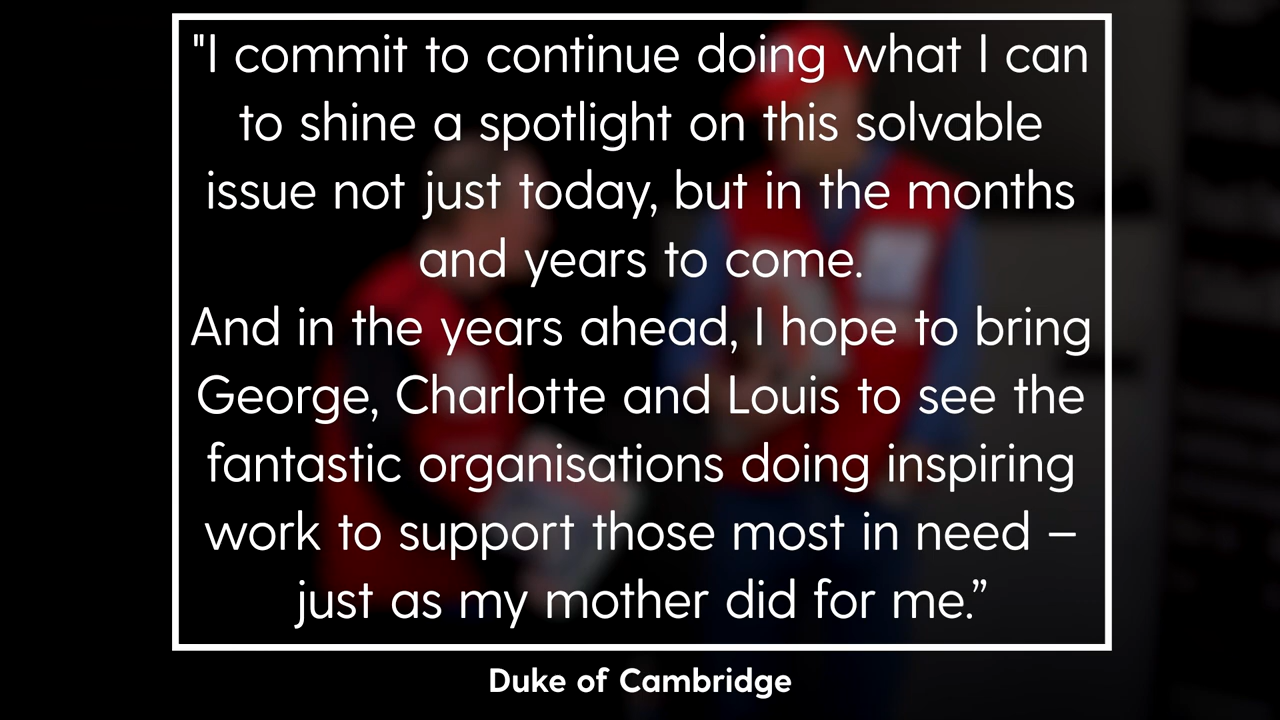 "I commit to continue doing what I can
to shine a spotlight on this solvable
issue not just today, but in the months
and years to come.
And in the years ahead, I hope to bring
George, Charlotte and Louis to see the
fantastic organisations doing inspiring
work to support those most in need –
just as my mother did for me.”
Duke of Cambridge